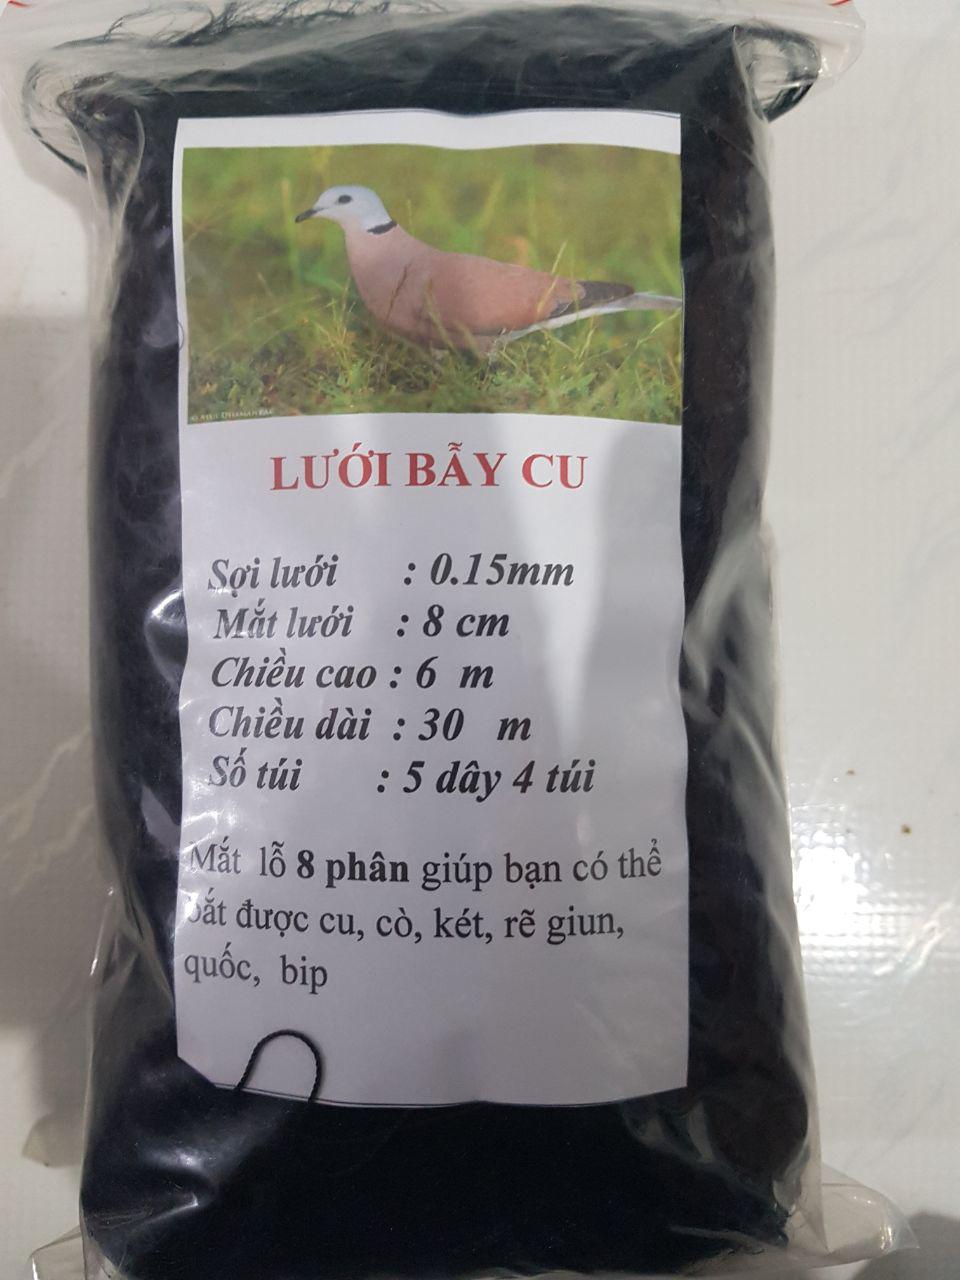 LƯỚI BẪY CU
Sợi lưới : 0.15mm
Mắt lưới : 8 cm
Chiều cao : 6 m
Chiều dài : 30 m
Số túi : 5 dây 4 túi
Mắt lỗ 8 phân giúp bạn có thể
bắt được cu, cò, két, rẽ giun,
quốc, bip